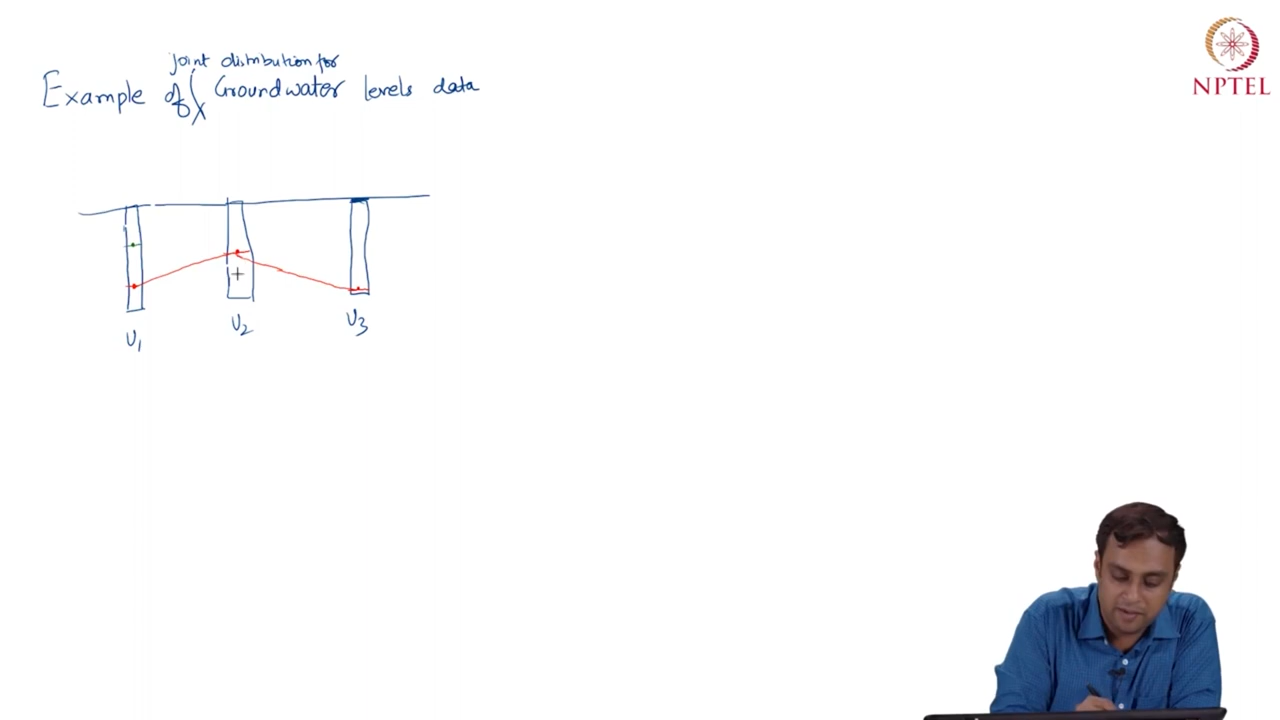 joint distribution for
Example of Groundwater levels data
NPTEL
U1
U2
U3